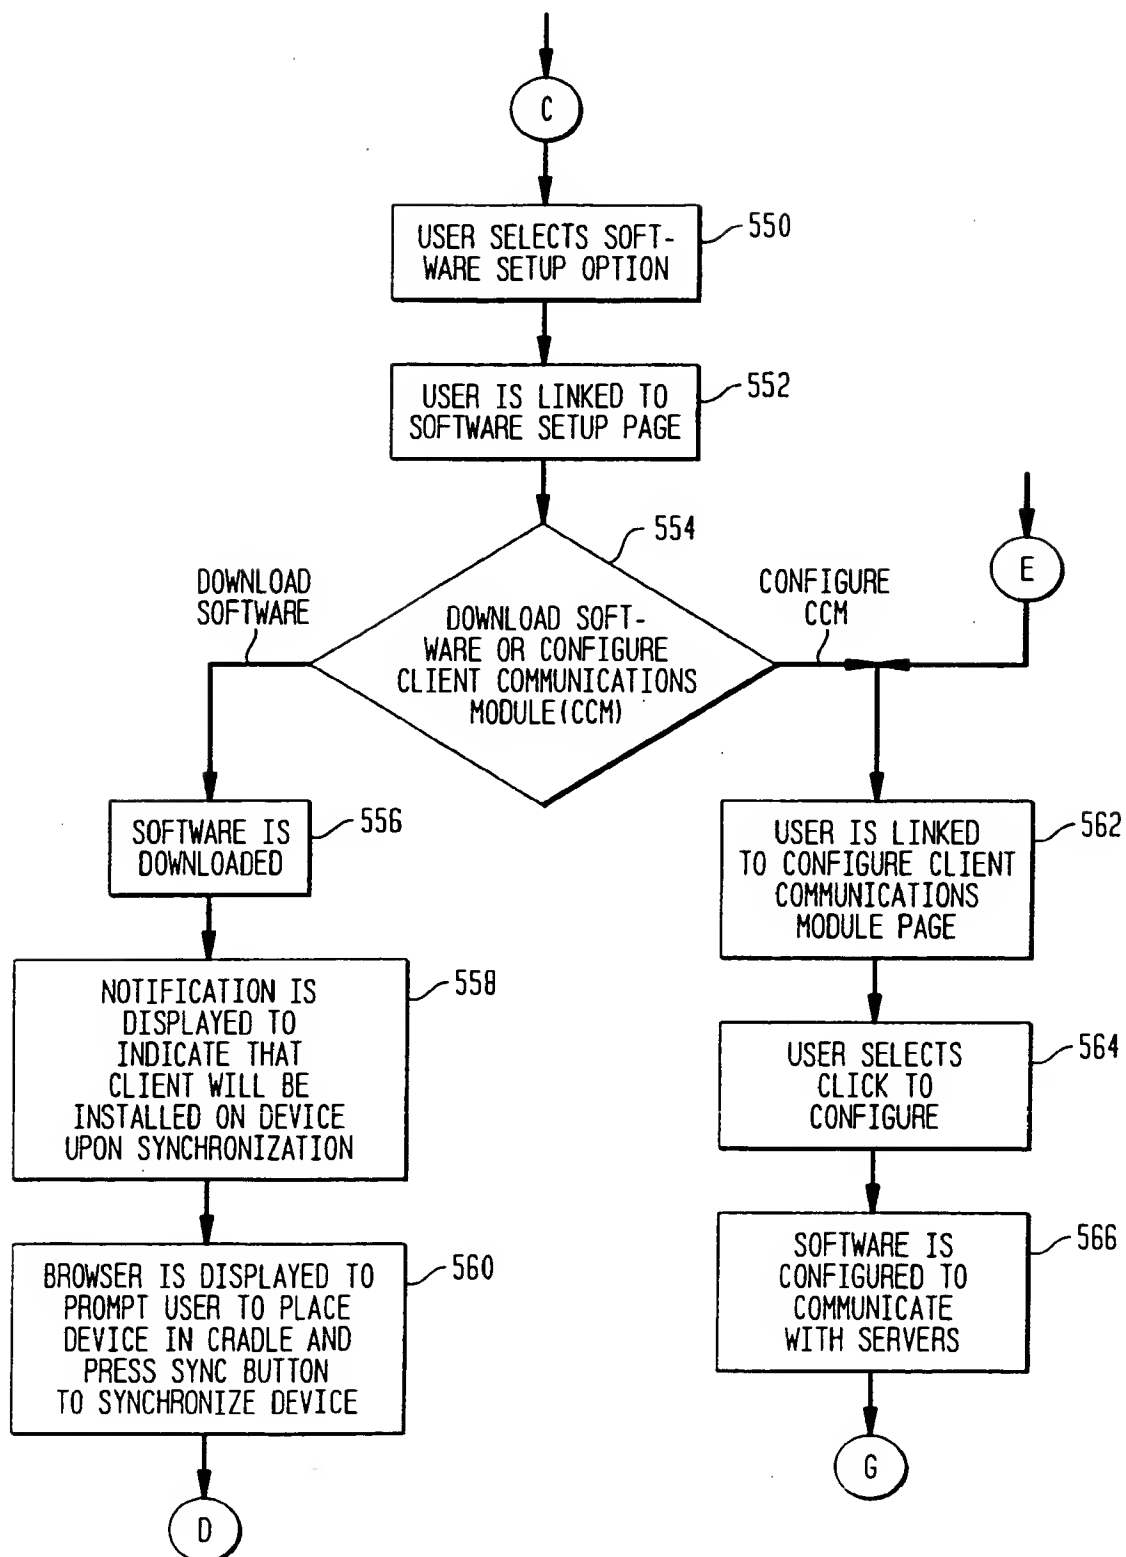 C
USER SELECTS SOFT-
WARE SETUP OPTION
550
USER IS LINKED TO
SOFTWARE SETUP PAGE
552
554
DOWNLOAD
SOFTWARE
DOWNLOAD SOFT-
WARE OR CONFIGURE
CLIENT COMMUNICATIONS
MODULE(CCM)
CONFIGURE
CCM
E
SOFTWARE IS
DOWNLOADED
556
NOTIFICATION IS
DISPLAYED TO
INDICATE THAT
CLIENT WILL BE
INSTALLED ON DEVICE
UPON SYNCHRONIZATION
558
BROWSER IS DISPLAYED TO
PROMPT USER TO PLACE
DEVICE IN CRADLE AND
PRESS SYNC BUTTON
TO SYNCHRONIZE DEVICE
560
D
USER IS LINKED
TO CONFIGURE CLIENT
COMMUNICATIONS
MODULE PAGE
562
USER SELECTS
CLICK TO
CONFIGURE
564
SOFTWARE IS
CONFIGURED TO
COMMUNICATE
WITH SERVERS
566
G